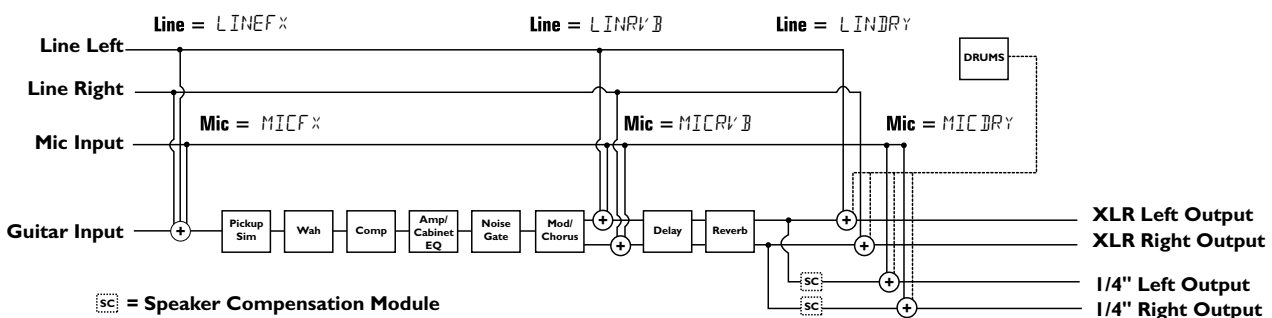 Line = LINEFX
Line = LINRVB
Line = LINDRY
Line Left
DRUMS
Line Right
Mic = MICFX
Mic = MICRVB
Mic = MICDRY
Mic Input
Guitar Input
+
Pickup
Sim
Wah
Comp
Amp/
Cabinet
EQ
Noise
Gate
Mod/
Chorus
+
+
Delay
Reverb
+
+
XLR Left Output
XLR Right Output
SC
+
1/4" Left Output
SC
+
1/4" Right Output
SC = Speaker Compensation Module